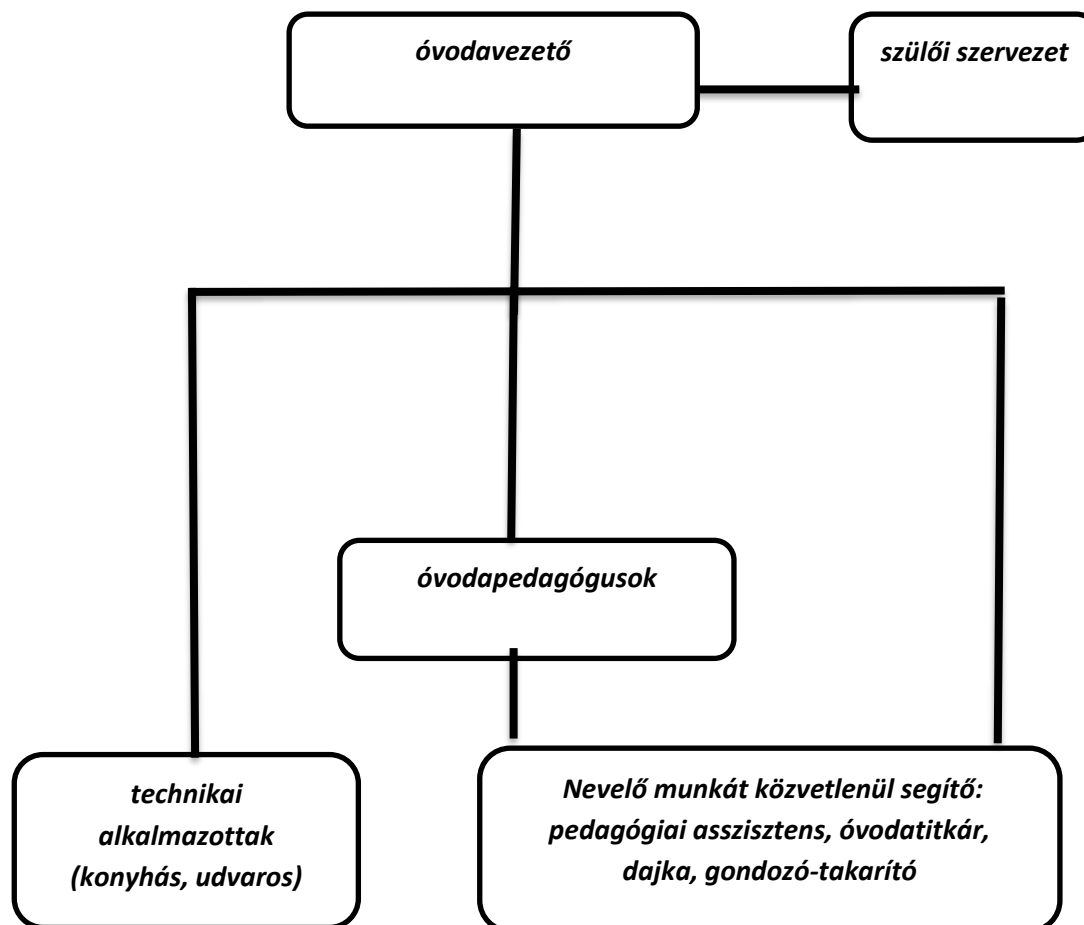 óvodavezető
szülői szervezet
óvodapedagógusok
technikai
alkalmazottak
(konyhás, udvaros)
Nevelő munkát közvetlenül segítő:
pedagógiai asszisztens, óvodatitkár,
dajka, gondozó-takarító